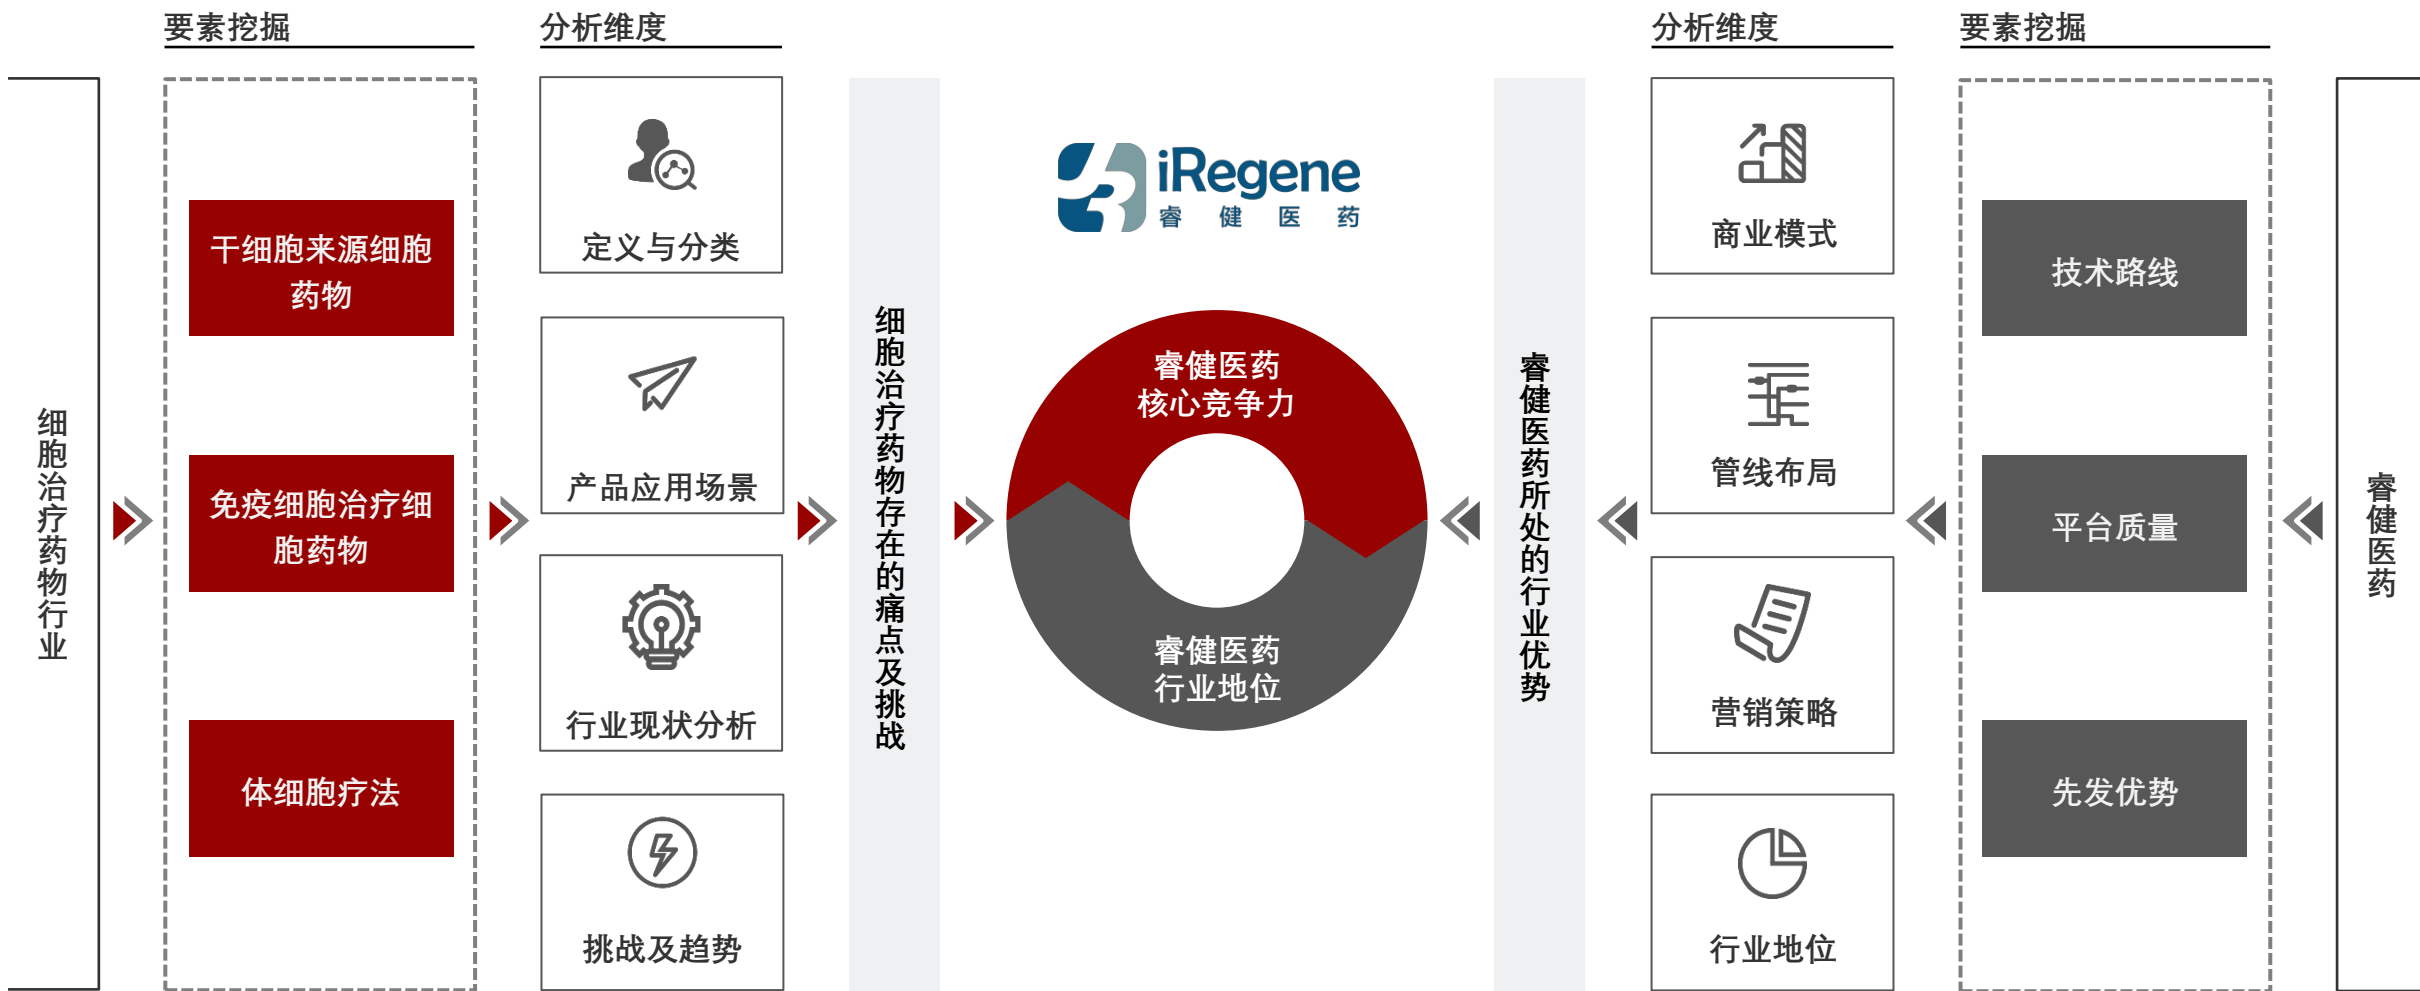 要素挖掘
分析维度
分析维度
要素挖掘
细胞治疗药物行业
干细胞来源细胞
药物
免疫细胞治疗细
胞药物
体细胞疗法
定义与分类
产品应用场景
行业现状分析
挑战及趋势
细胞治疗药物存在的痛点及挑战
iRegene
睿健医药
睿健医药
核心竞争力
睿健医药
行业地位
睿健医药所处的行业优势
商业模式
管线布局
营销策略
行业地位
技术路线
平台质量
先发优势
睿健医药